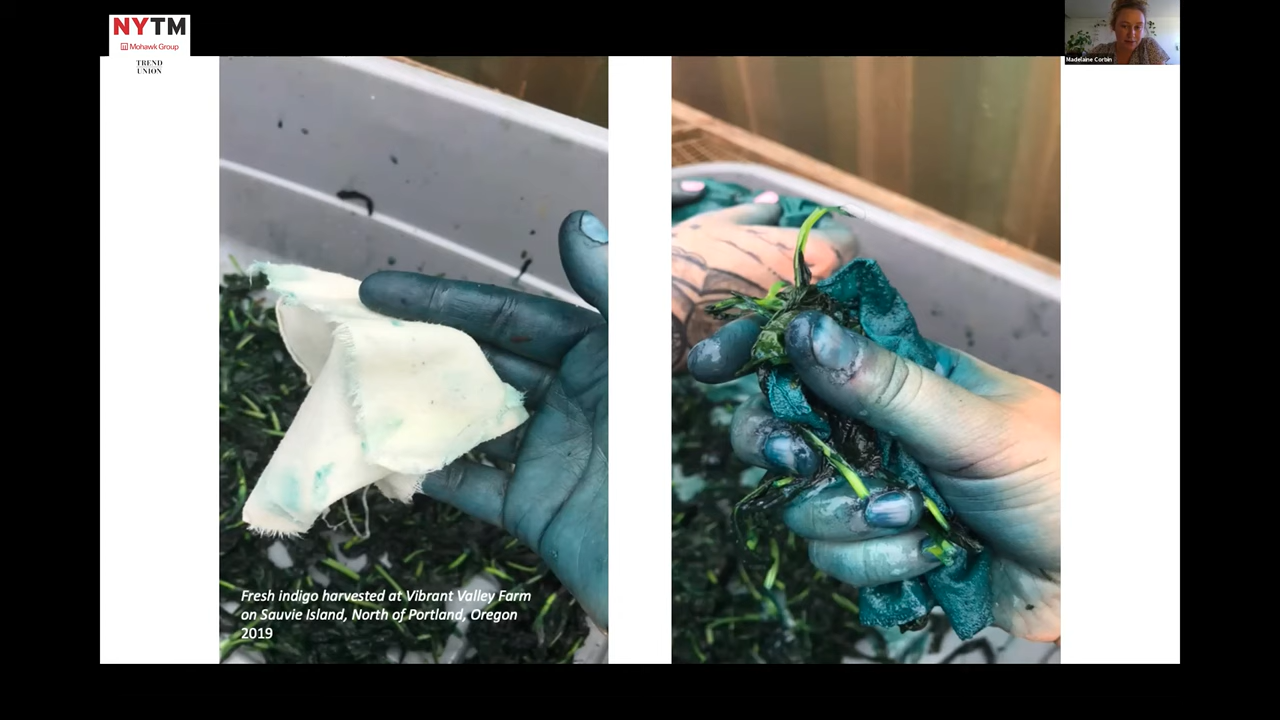 NYTM
Mohawk Group
TREND
UNION
Madelaine Corbin
Fresh indigo harvested at Vibrant Valley Farm
on Sauvie Island, North of Portland, Oregon
2019